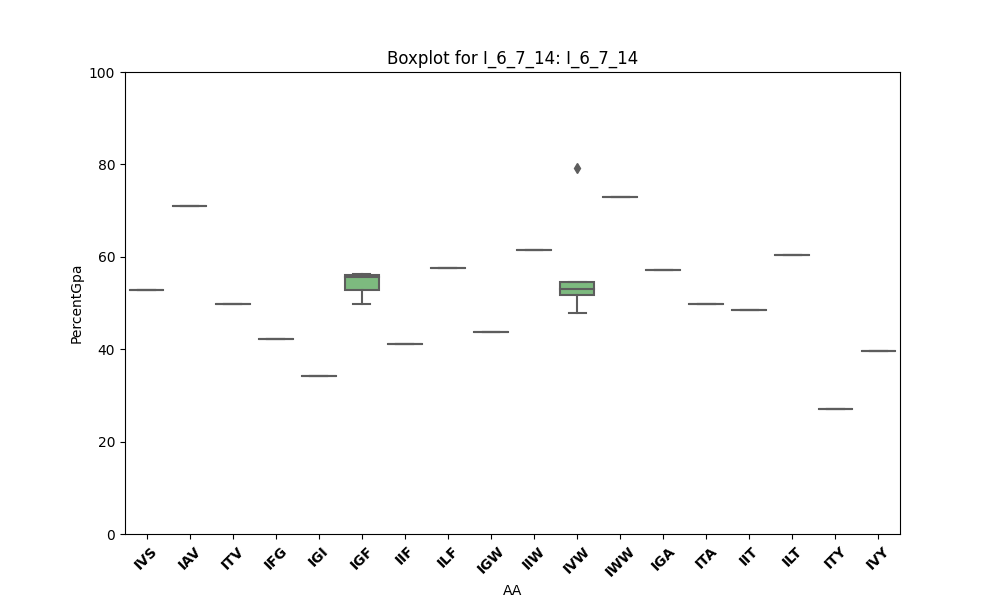 Boxplot for I_6_7_14: I_6_7_14
100
80
60
40
20
0
PercentGpa
IVS
IAV
ITV
IFG
IGI
IGF
IIF
ILF
IGW
IIW
IVW
IWW
IGA
ITA
IIT
ILT
ITY
IVY
AA